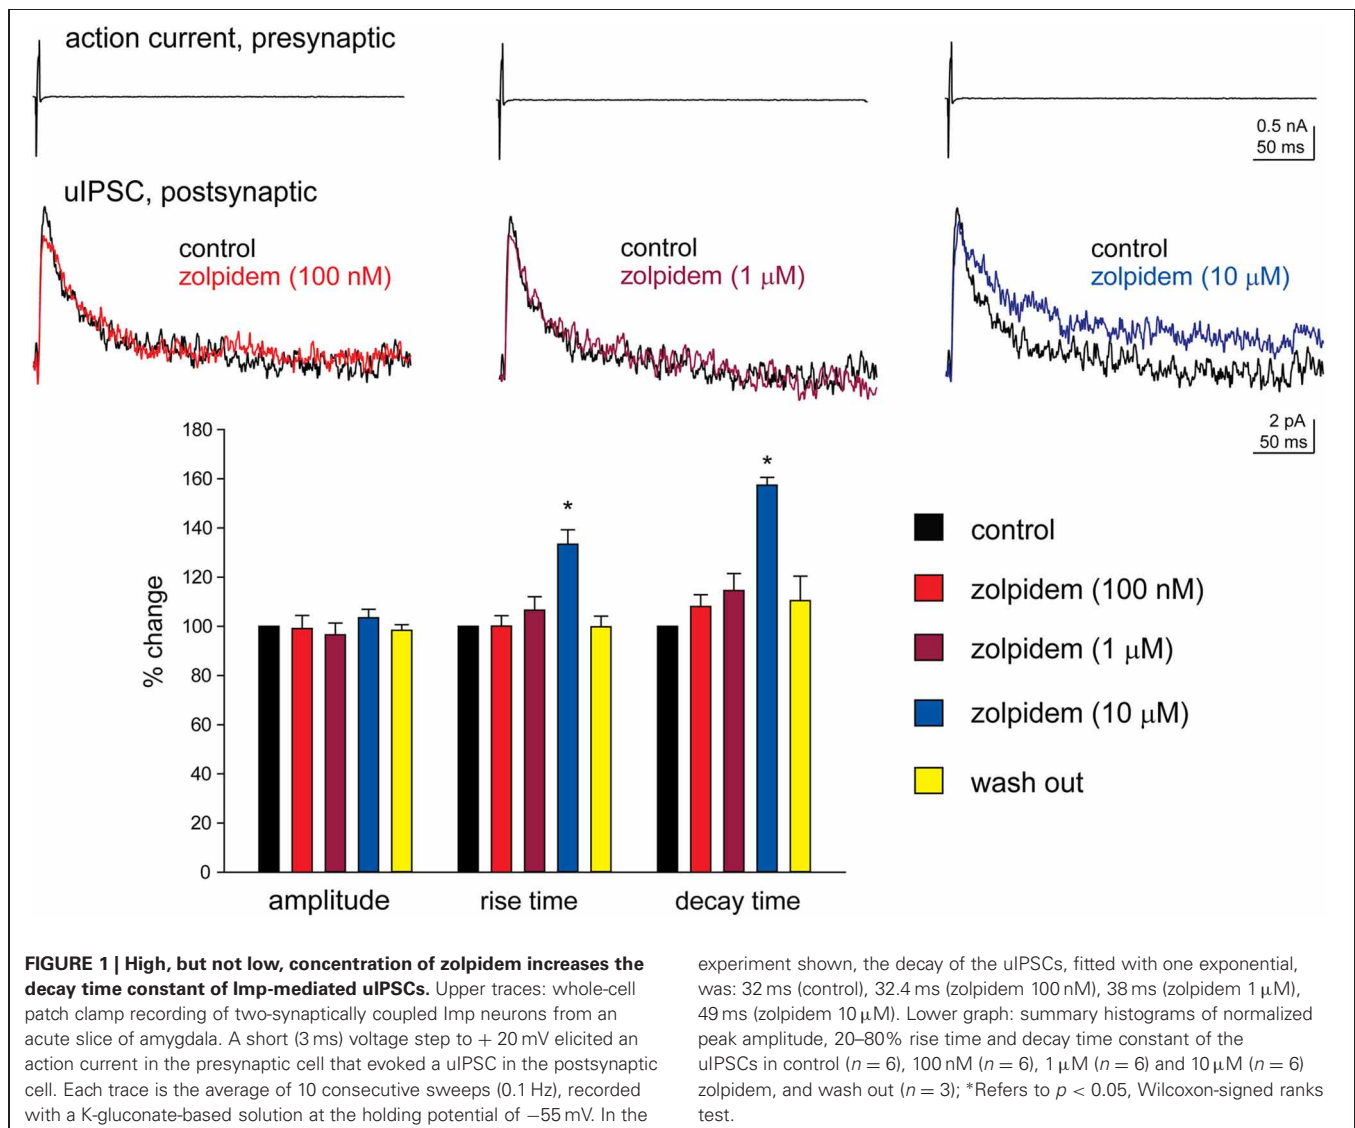 action current, presynaptic
0.5 nA
50 ms
uIPSC, postsynaptic
control
zolpidem (100 nM)
control
zolpidem (1 μM)
control
zolpidem (10 μM)
2 pA
50 ms
180
160
140
120
100
80
60
40
20
0
% change
*
*
amplitude
rise time
decay time
control
zolpidem (100 nM)
zolpidem (1 μM)
zolpidem (10 μM)
wash out
FIGURE 1 | High, but not low, concentration of zolpidem increases the
decay time constant of Imp-mediated uIPSCs. Upper traces: whole-cell
patch clamp recording of two-synaptically coupled Imp neurons from an
acute slice of amygdala. A short (3 ms) voltage step to + 20 mV elicited an
action current in the presynaptic cell that evoked a uIPSC in the postsynaptic
cell. Each trace is the average of 10 consecutive sweeps (0.1 Hz), recorded
with a K-gluconate-based solution at the holding potential of −55 mV. In the
experiment shown, the decay of the uIPSCs, fitted with one exponential,
was: 32 ms (control), 32.4 ms (zolpidem 100 nM), 38 ms (zolpidem 1 μM),
49 ms (zolpidem 10 μM). Lower graph: summary histograms of normalized
peak amplitude, 20–80% rise time and decay time constant of the
uIPSCs in control (n = 6), 100 nM (n = 6), 1 μM (n = 6) and 10 μM (n = 6)
zolpidem, and wash out (n = 3); *Refers to p < 0.05, Wilcoxon-signed ranks
test.